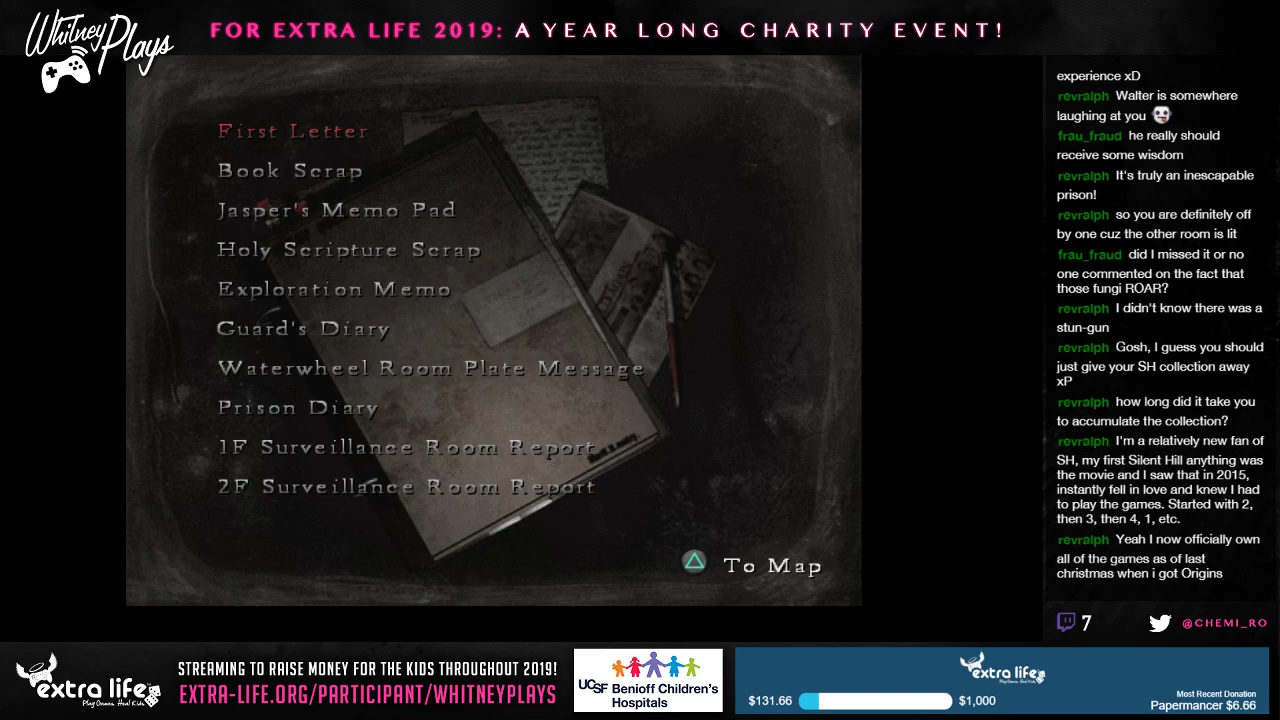 Whitney Plays
FOR EXTRA LIFE 2019: A YEAR LONG CHARITY EVENT!
First Letter
Book Scrap
Jasper's Memo Pad
Holy Scripture Scrap
Exploration Memo
Guard's Diary
Waterwheel Room Plate Message
Prison Diary
1F Surveillance Room Report
2F Surveillance Room Report
To Map
experience xD
revralph Walter is somewhere
laughing at you
frau_fraud he really should
receive some wisdom
revralph It's truly an inescapable
prison!
revralph so you are definitely off
by one cuz the other room is lit
frau_fraud did I missed it or no
one commented on the fact that
those fungi ROAR?
revralph I didn't know there was a
stun-gun
revralph Gosh, I guess you should
just give your SH collection away
xP
revralph how long did it take you
to accumulate the collection?
revralph I'm a relatively new fan of
SH, my first Silent Hill anything was
the movie and I saw that in 2015,
instantly fell in love and knew I had
to play the games. Started with 2,
then 3, then 4, 1, etc.
revralph Yeah I now officially own
all of the games as of last
christmas when i got Origins
7
@CHEMI_RO
extra life
Play Games. Heal Kids.
STREAMING TO RAISE MONEY FOR THE KIDS THROUGHOUT 2019!
EXTRA-LIFE.ORG/PARTICIPANT/WHITNEYPLAYS
UCSF Benioff Children's
Hospitals
extra life
Play Games. Heal Kids.
$131.66
$1,000
Most Recent Donation
Papermancer $6.66